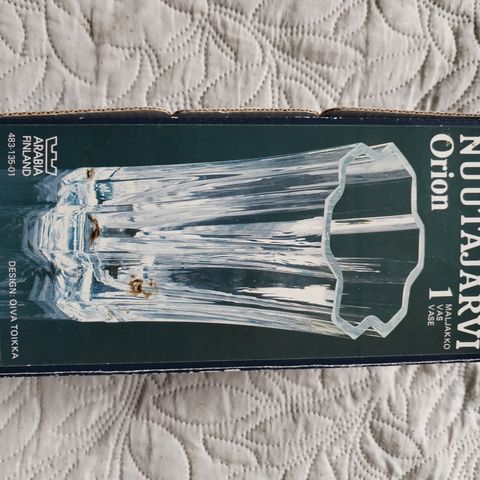 NUUTAJÄRVI
Orion
1
MALJAKKO
VAS
VASE
ARABIA
FINLAND
483-135-01
DESIGN: OIVA TOIKKA